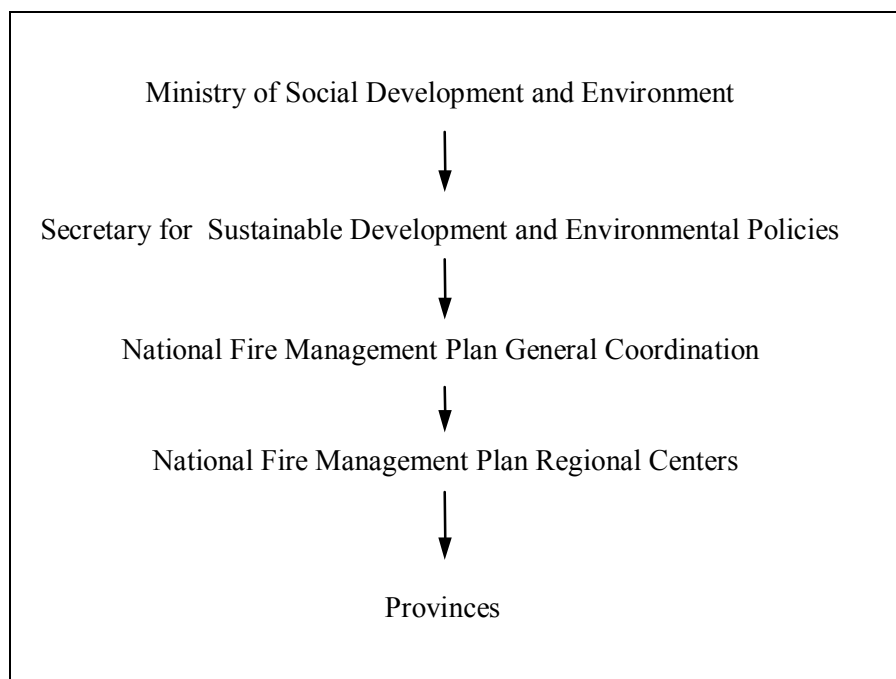 Ministry of Social Development and Environment
Secretary for Sustainable Development and Environmental Policies
National Fire Management Plan General Coordination
National Fire Management Plan Regional Centers
Provinces